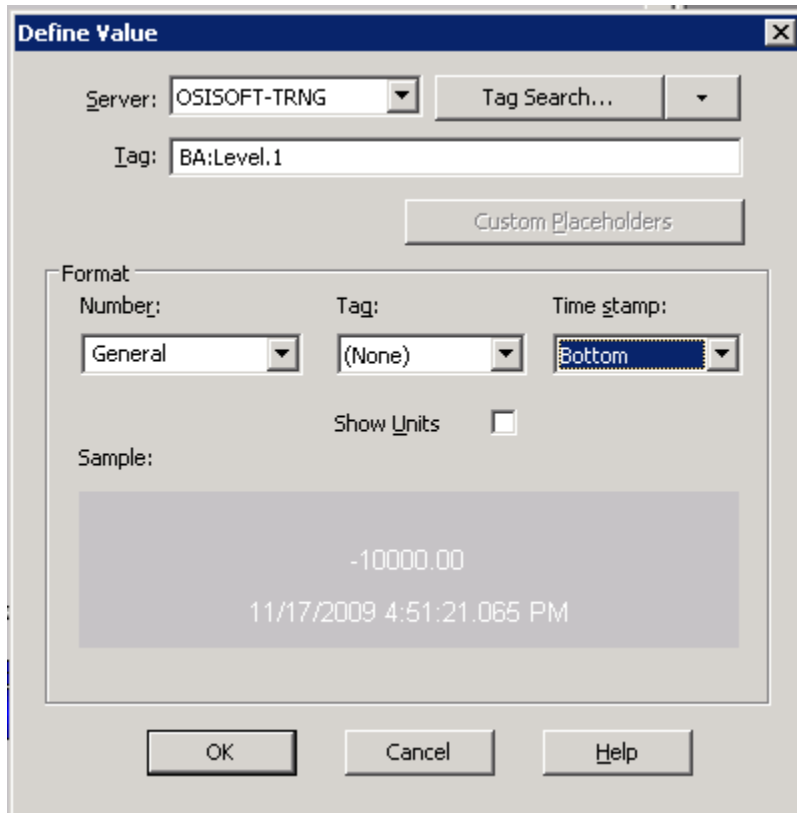 Define Value
Server: OSISOFT-TRNG Tag Search...
Tag: BA:Level.1
Custom Placeholders
Format
Number: Tag: Time stamp:
General (None) Bottom
Show Units
Sample:
-10000.00
11/17/2009 4:51:21.065 PM
OK Cancel Help